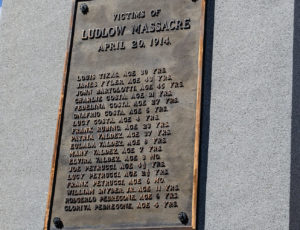 VICTIMS OF
LUDLOW MASSACRE
APRIL 20, 1914.
LOUIS TIKAS, AGE 30 YRS.
JAMES FYLER, AGE 43 YRS.
JOHN BARTOLOTTI, AGE 45 YRS.
CHARLIE COSTA, AGE 31 YRS.
FEDELINA COSTA, AGE 27 YRS.
ONAFRIO COSTA, AGE 6 YRS.
LUCY COSTA, AGE 4 YRS.
FRANK RUBINO, AGE 23 YRS.
PATRIA VALDEZ, AGE 37 YRS.
EULALA VALDEZ, AGE 8 YRS.
MARY VALDEZ, AGE 7 YRS.
ELVIRA VALDEZ, AGE 3 MO.
JOE PETRUCCI, AGE 4½ YRS.
LUCY PETRUCCI, AGE 2½ YRS.
FRANK PETRUCCI, AGE 6 MO.
WILLIAM SNYDER JR. AGE 11 YRS.
RODGERLO PEDREGONE, AGE 6 YRS.
CLORIVA PEDREGONE, AGE 4 YRS.